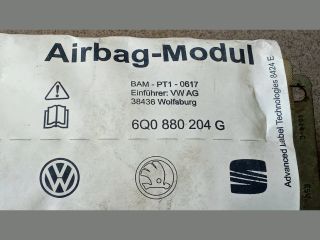 Airbag-Modul
BAM - PT1 - 0617
Einführer: VW AG
38436 Wolfsburg
6Q0 880 204 G
Advanced Label Technologies 8424 E